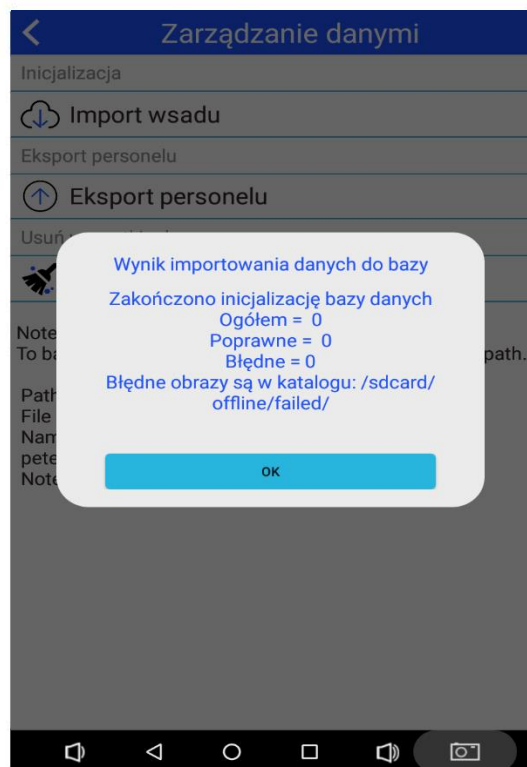 Zarządzanie danymi
Inicjalizacja
Import wsadu
Eksport personelu
Eksport personelu
Usuń
Wynik importowania danych do bazy
Zakończono inicjalizację bazy danych
Ogółem = 0
Poprawne = 0
Błędne = 0
Błędne obrazy są w katalogu: /sdcard/
offline/failed/
OK
Note
To ba path.
Path
File
Nam
pete
Note